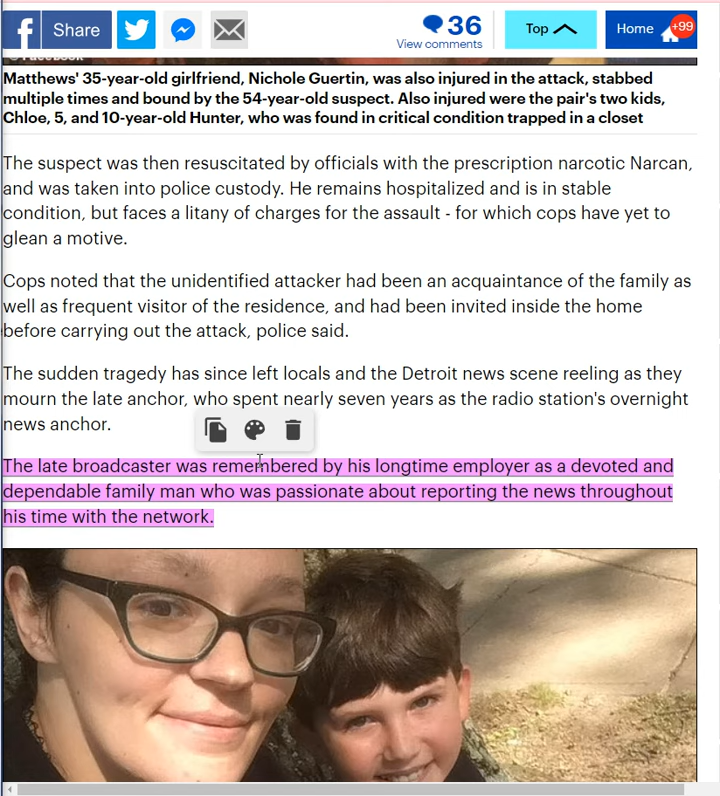 Share
36
View comments
Top
Home
+99
Matthews' 35-year-old girlfriend, Nichole Guertin, was also injured in the attack, stabbed
multiple times and bound by the 54-year-old suspect. Also injured were the pair's two kids,
Chloe, 5, and 10-year-old Hunter, who was found in critical condition trapped in a closet
The suspect was then resuscitated by officials with the prescription narcotic Narcan,
and was taken into police custody. He remains hospitalized and is in stable
condition, but faces a litany of charges for the assault - for which cops have yet to
glean a motive.
Cops noted that the unidentified attacker had been an acquaintance of the family as
well as frequent visitor of the residence, and had been invited inside the home
before carrying out the attack, police said.
The sudden tragedy has since left locals and the Detroit news scene reeling as they
mourn the late anchor, who spent nearly seven years as the radio station's overnight
news anchor.
The late broadcaster was remembered by his longtime employer as a devoted and
dependable family man who was passionate about reporting the news throughout
his time with the network.